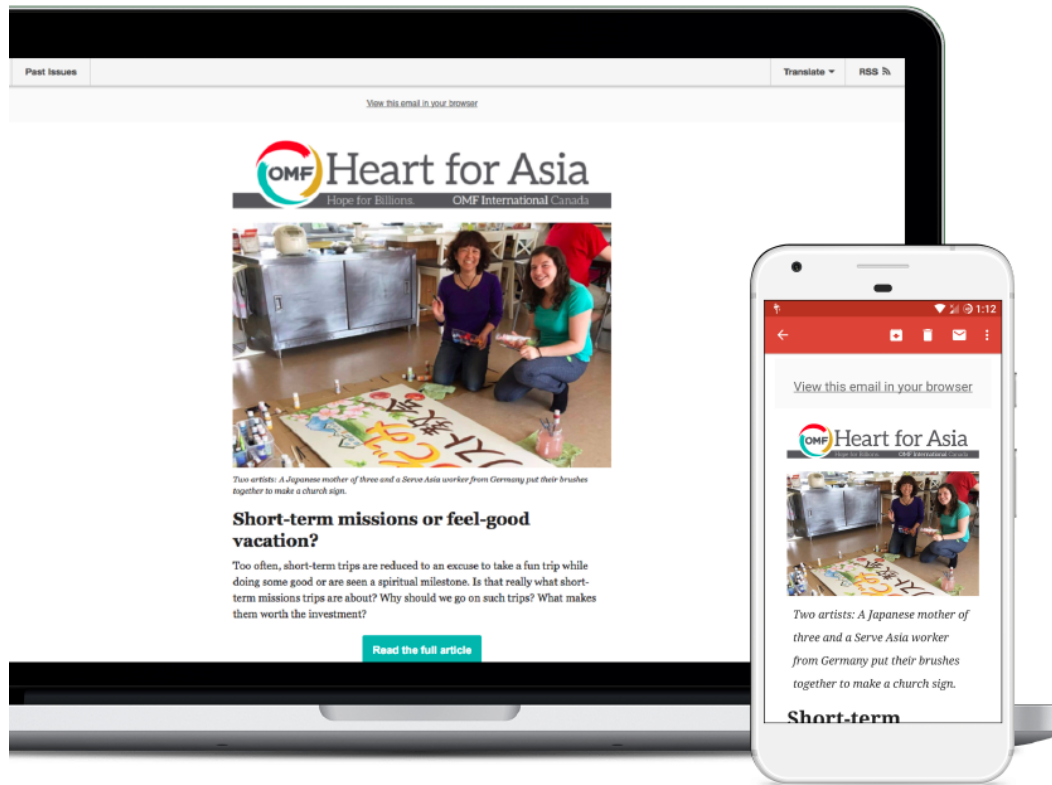 Past Issues
Translate
RSS
View this email in your browser
OMF Heart for Asia
Hope for Billions. OMF International Canada
リスト教会
Two artists: A Japanese mother of three and a Serve Asia worker from Germany put their brushes
together to make a church sign.
Short-term missions or feel-good
vacation?
Too often, short-term trips are reduced to an excuse to take a fun trip while
doing some good or are seen a spiritual milestone. Is that really what short-
term missions trips are about? Why should we go on such trips? What makes
them worth the investment?
Read the full article
1:12
View this email in your browser
OMF Heart for Asia
Hope for Billions. OMF International Canada
Two artists: A Japanese mother of
three and a Serve Asia worker
from Germany put their brushes
together to make a church sign.
Short-term